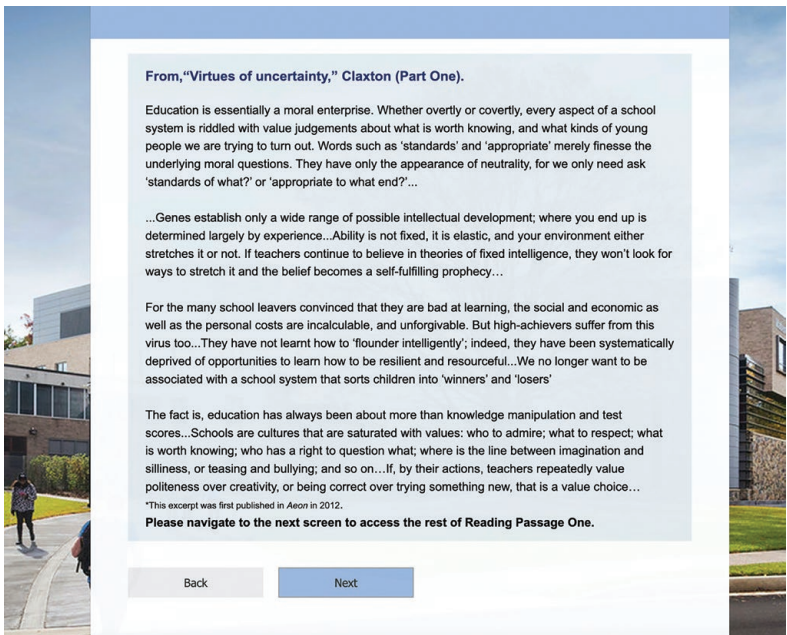 From,“Virtues of uncertainty,” Claxton (Part One).
Education is essentially a moral enterprise. Whether overtly or covertly, every aspect of a school
system is riddled with value judgements about what is worth knowing, and what kinds of young
people we are trying to turn out. Words such as ‘standards’ and ‘appropriate’ merely finesse the
underlying moral questions. They have only the appearance of neutrality, for we only need ask
‘standards of what?’ or ‘appropriate to what end?’...
...Genes establish only a wide range of possible intellectual development; where you end up is
determined largely by experience...Ability is not fixed, it is elastic, and your environment either
stretches it or not. If teachers continue to believe in theories of fixed intelligence, they won’t look for
ways to stretch it and the belief becomes a self-fulfilling prophecy…
For the many school leavers convinced that they are bad at learning, the social and economic as
well as the personal costs are incalculable, and unforgivable. But high-achievers suffer from this
virus too...They have not learnt how to ‘flounder intelligently’; indeed, they have been systematically
deprived of opportunities to learn how to be resilient and resourceful...We no longer want to be
associated with a school system that sorts children into ‘winners’ and ‘losers’
The fact is, education has always been about more than knowledge manipulation and test
scores...Schools are cultures that are saturated with values: who to admire; what to respect; what
is worth knowing; who has a right to question what; where is the line between imagination and
silliness, or teasing and bullying; and so on…If, by their actions, teachers repeatedly value
politeness over creativity, or being correct over trying something new, that is a value choice…
*This excerpt was first published in Aeon in 2012.
Please navigate to the next screen to access the rest of Reading Passage One.
Back
Next